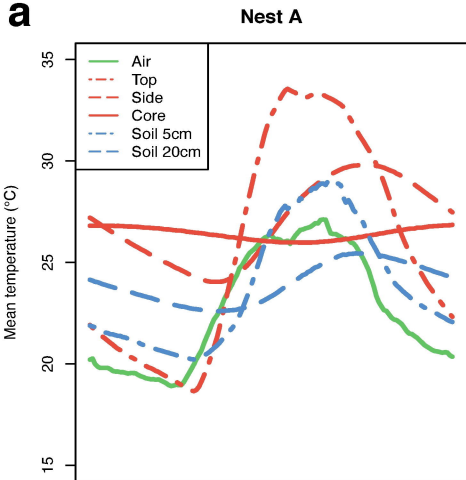 a
Nest A
Air
Top
Side
Core
Soil 5cm
Soil 20cm
Mean temperature (°C)
35
30
25
20
15